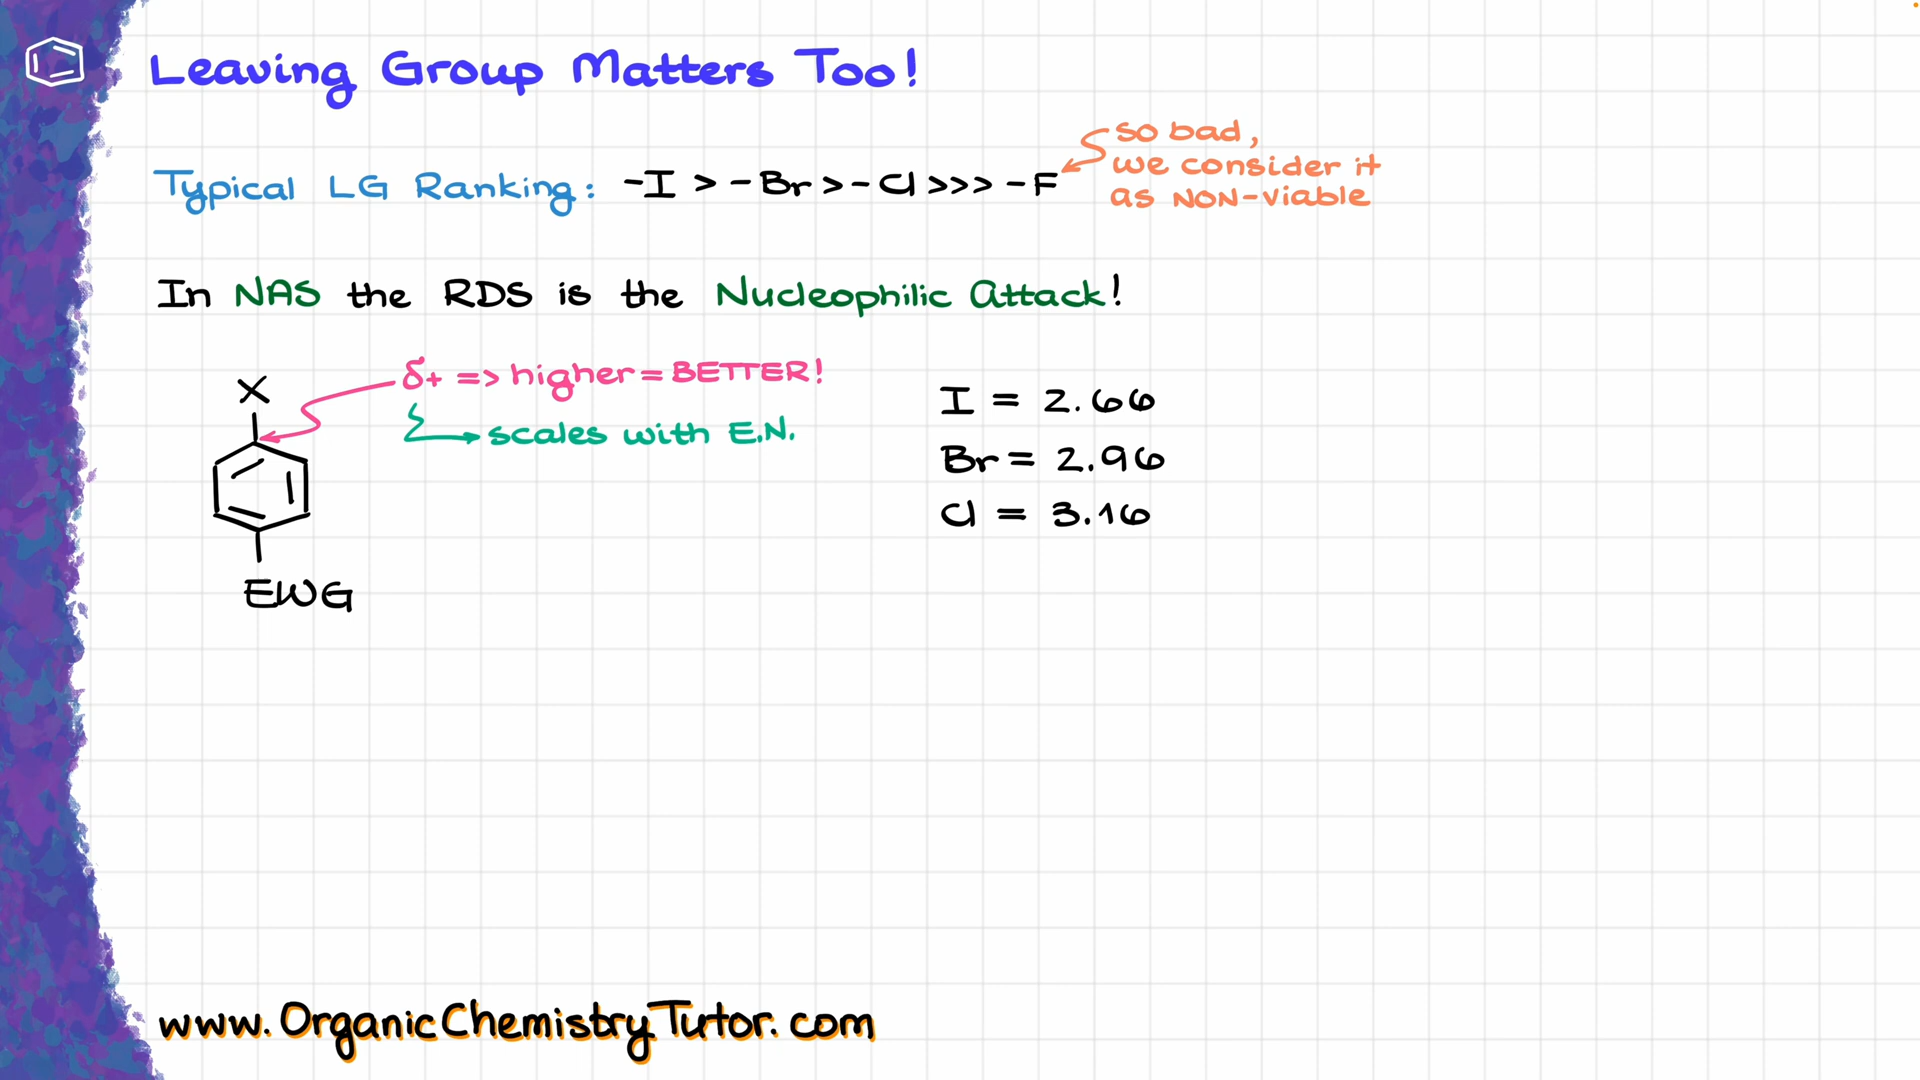 Leaving Group Matters Too!
so bad,
we consider it
as NON-viable
Typical LG Ranking: -I > -Br > -Cl >>> -F
In NAS the RDS is the Nucleophilic Attack!
δ+ => higher = BETTER!
scales with E.N.
X
EWG
I = 2.66
Br = 2.96
Cl = 3.16
www.OrganicChemistryTutor.com